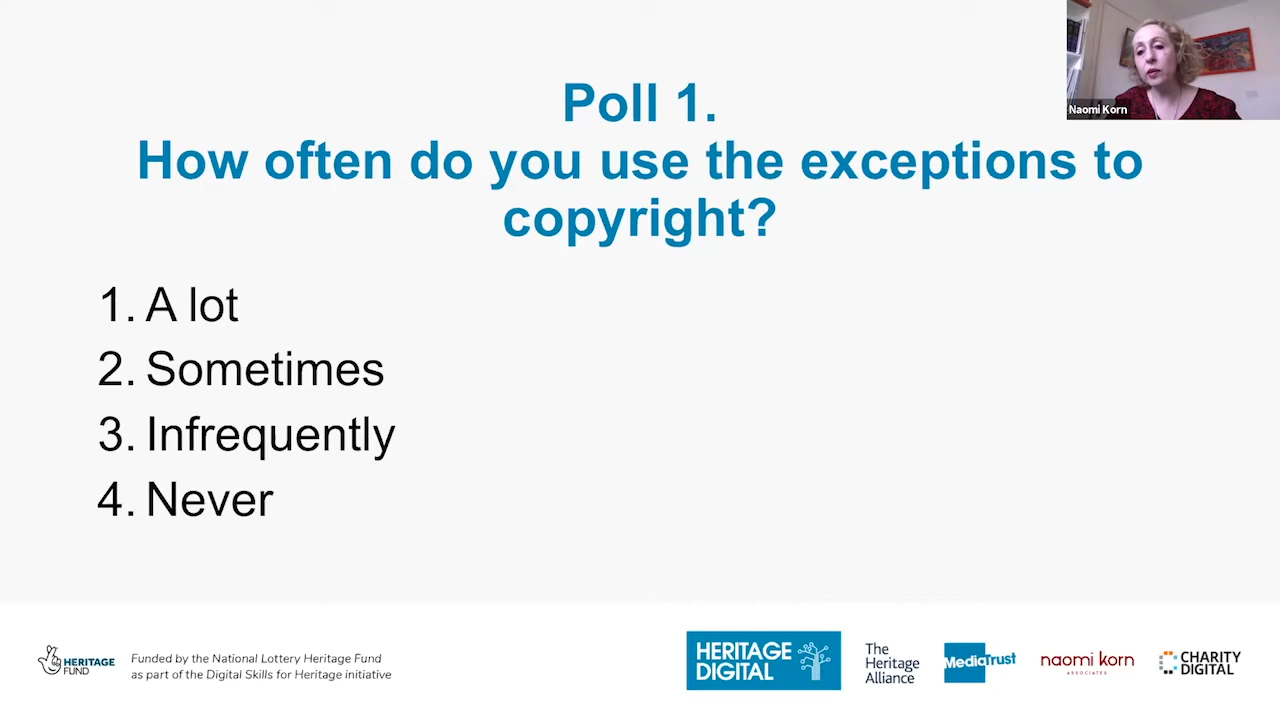 Poll 1.
How often do you use the exceptions to
copyright?
1. A lot
2. Sometimes
3. Infrequently
4. Never
Naomi Korn
HERITAGE
FUND
Funded by the National Lottery Heritage Fund
as part of the Digital Skills for Heritage initiative
HERITAGE
DIGITAL
The
Heritage
Alliance
MediaTrust
naomi korn
ASSOCIATES
CHARITY
DIGITAL